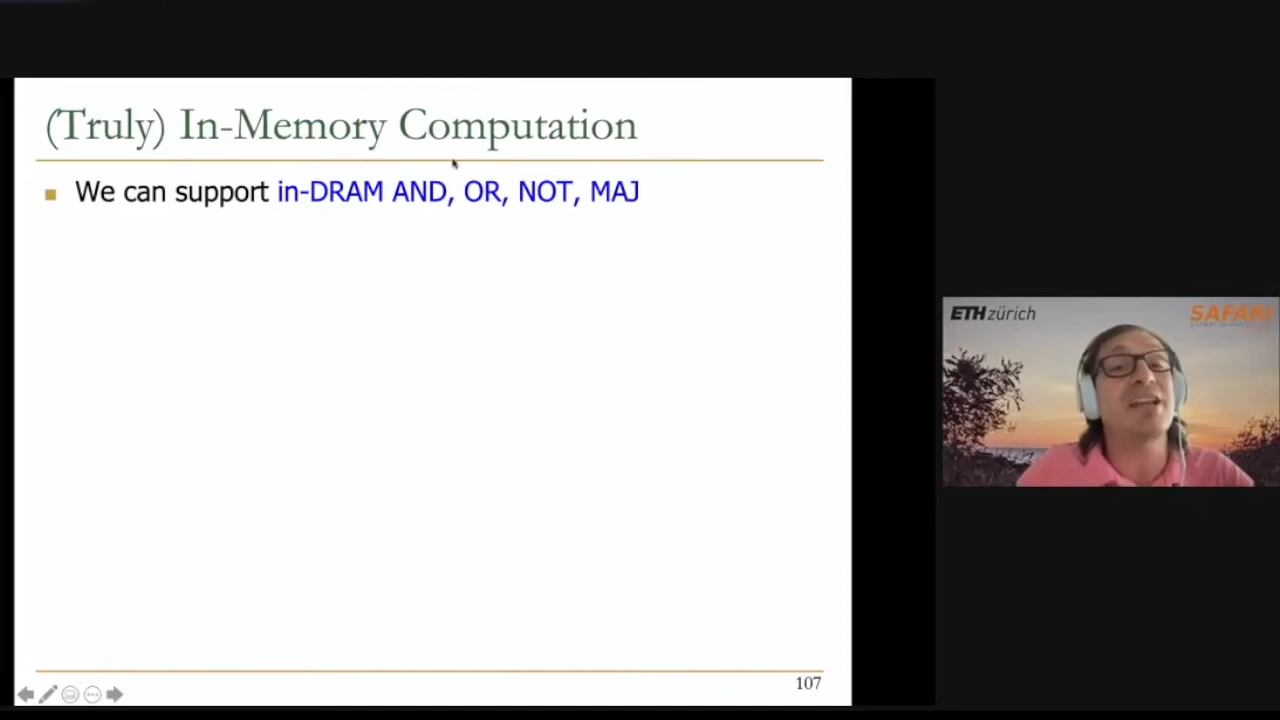 (Truly) In-Memory Computation
We can support in-DRAM AND, OR, NOT, MAJ
107
ETH zürich
SAFARI